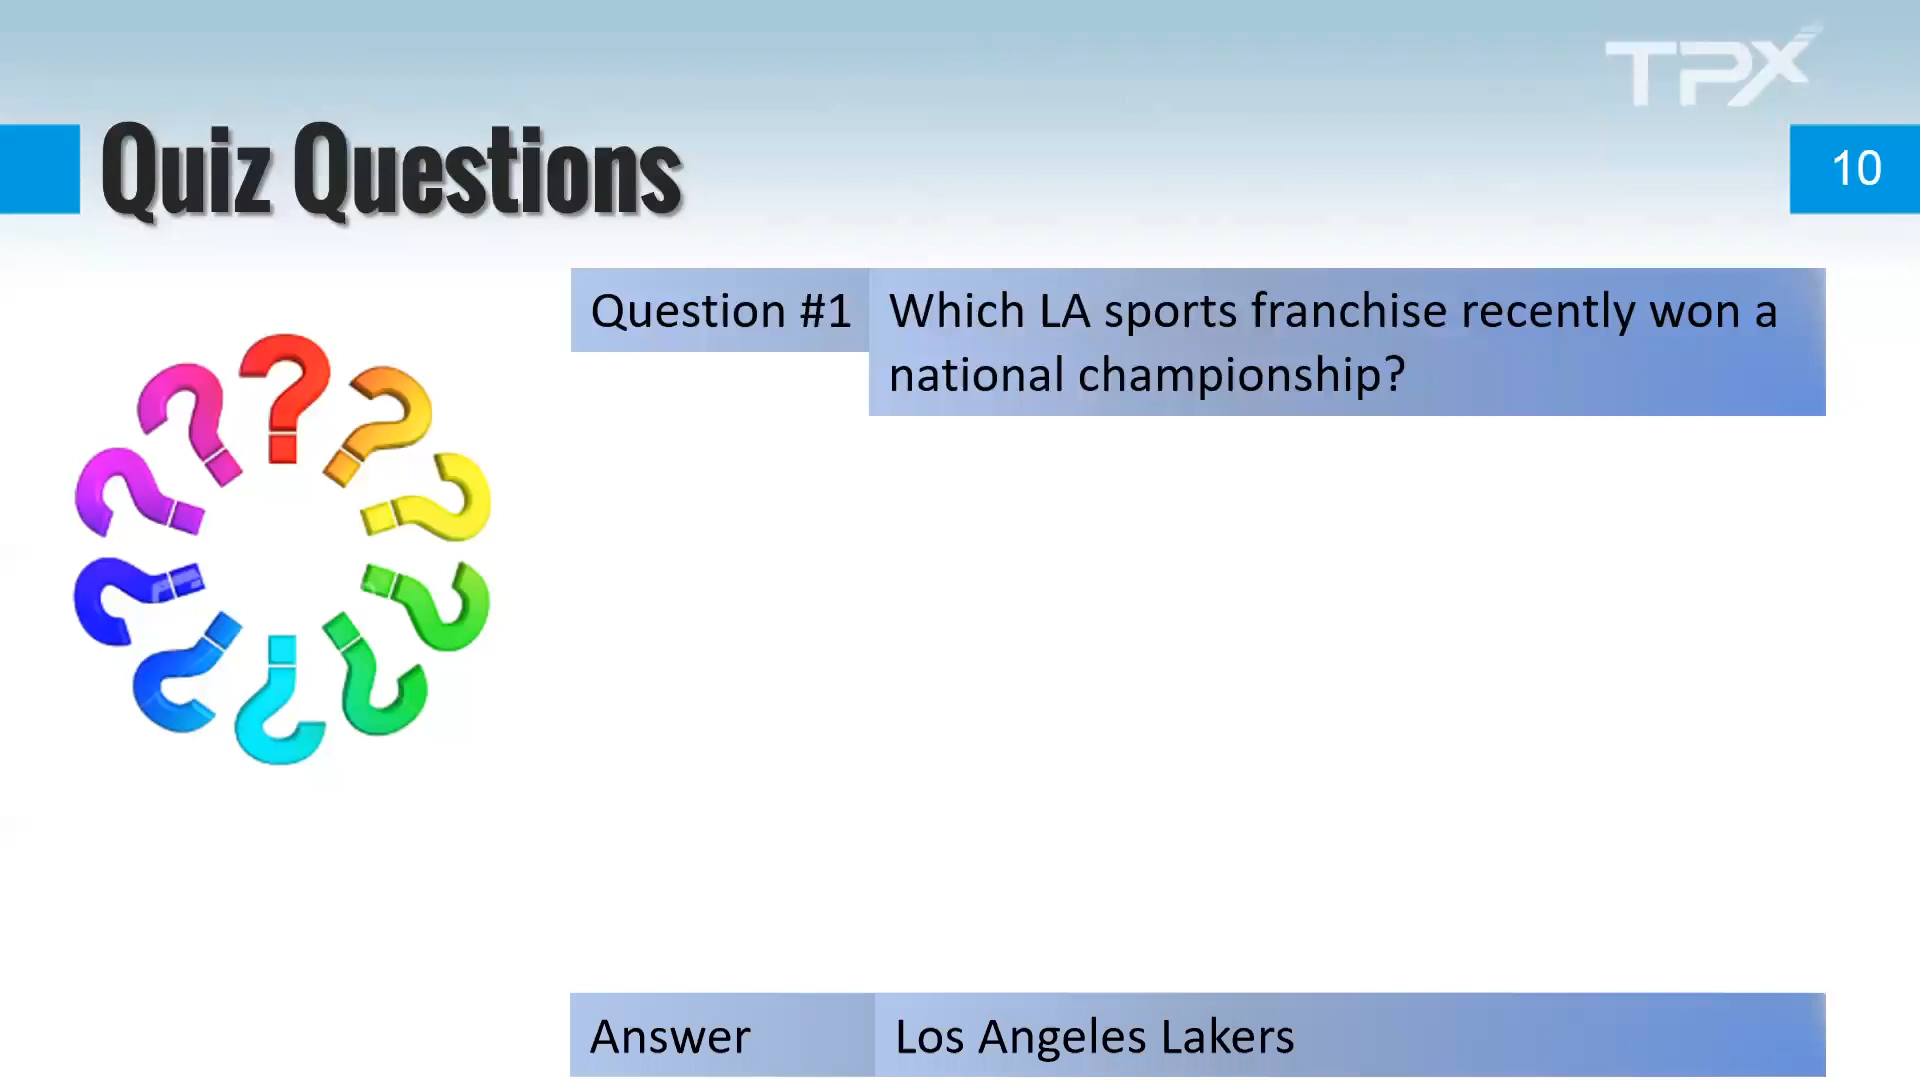 TPX
Quiz Questions
10
Question #1
Which LA sports franchise recently won a
national championship?
Answer
Los Angeles Lakers